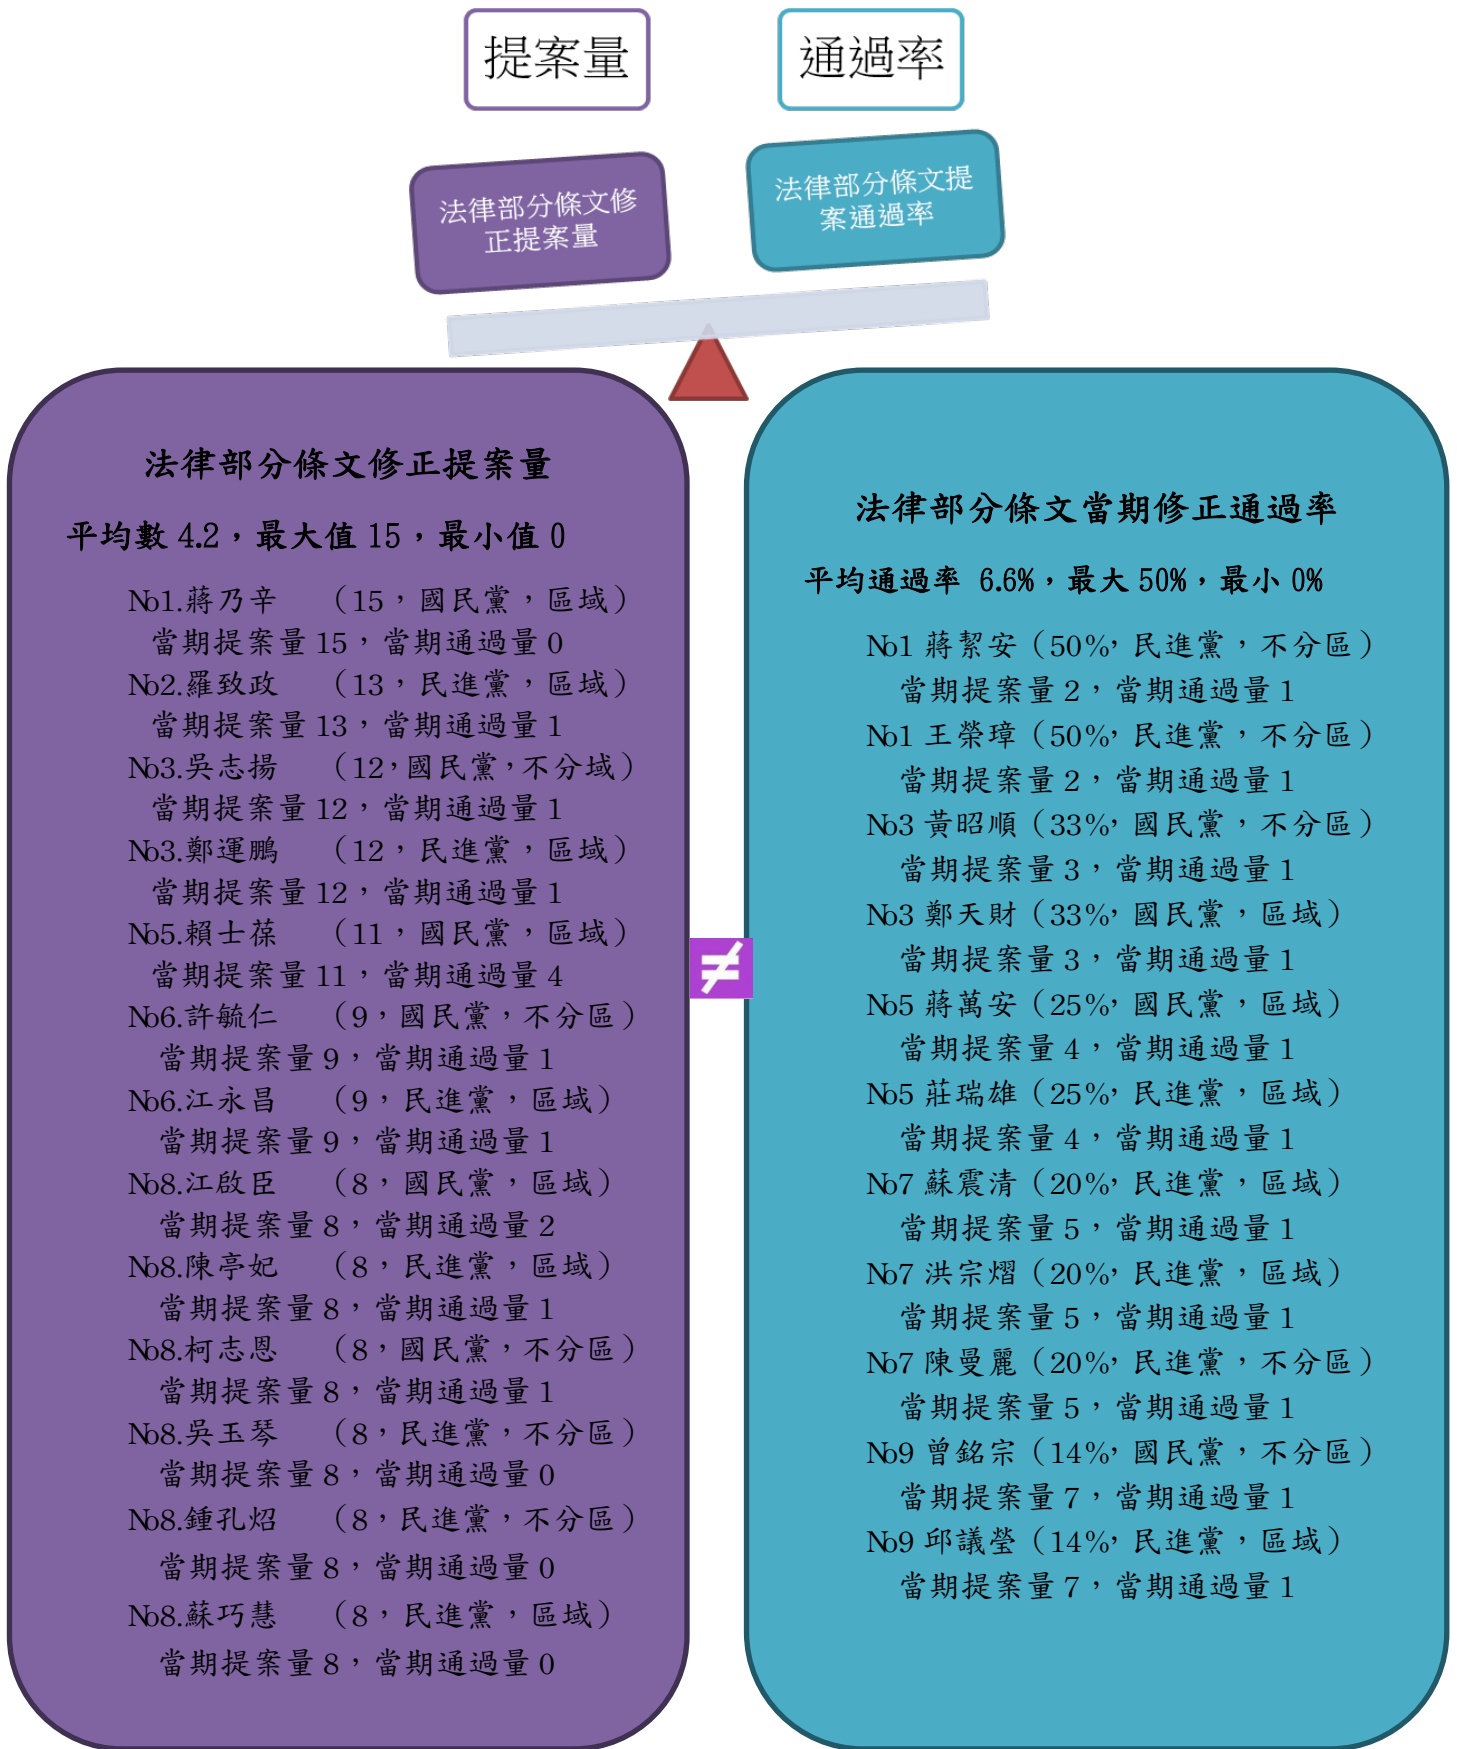 提案量
通過率
法律部分條文修
正提案量
法律部分條文提
案通過率
法律部分條文修正提案量
平均數 4.2，最大值 15，最小值 0
No1.蔣乃辛 （15，國民黨，區域）
當期提案量 15，當期通過量 0
No2.羅致政 （13，民進黨，區域）
當期提案量 13，當期通過量 1
No3.吳志揚 （12，國民黨，不分域）
當期提案量 12，當期通過量 1
No3.鄭運鵬 （12，民進黨，區域）
當期提案量 12，當期通過量 1
No5.賴士葆 （11，國民黨，區域）
當期提案量 11，當期通過量 4
No6.許毓仁 （9，國民黨，不分區）
當期提案量 9，當期通過量 1
No6.江永昌 （9，民進黨，區域）
當期提案量 9，當期通過量 1
No8.江啟臣 （8，國民黨，區域）
當期提案量 8，當期通過量 2
No8.陳亭妃 （8，民進黨，區域）
當期提案量 8，當期通過量 1
No8.柯志恩 （8，國民黨，不分區）
當期提案量 8，當期通過量 1
No8.吳玉琴 （8，民進黨，不分區）
當期提案量 8，當期通過量 0
No8.鍾孔炤 （8，民進黨，不分區）
當期提案量 8，當期通過量 0
No8.蘇巧慧 （8，民進黨，區域）
當期提案量 8，當期通過量 0
≠
法律部分條文當期修正通過率
平均通過率 6.6%，最大 50%，最小 0%
No1 蔣絜安（50%，民進黨，不分區）
當期提案量 2，當期通過量 1
No1 王榮璋（50%，民進黨，不分區）
當期提案量 2，當期通過量 1
No3 黃昭順（33%，國民黨，不分區）
當期提案量 3，當期通過量 1
No3 鄭天財（33%，國民黨，區域）
當期提案量 3，當期通過量 1
No5 蔣萬安（25%，國民黨，區域）
當期提案量 4，當期通過量 1
No5 莊瑞雄（25%，民進黨，區域）
當期提案量 4，當期通過量 1
No7 蘇震清（20%，民進黨，區域）
當期提案量 5，當期通過量 1
No7 洪宗熠（20%，民進黨，區域）
當期提案量 5，當期通過量 1
No7 陳曼麗（20%，民進黨，不分區）
當期提案量 5，當期通過量 1
No9 曾銘宗（14%，國民黨，不分區）
當期提案量 7，當期通過量 1
No9 邱議瑩（14%，民進黨，區域）
當期提案量 7，當期通過量 1